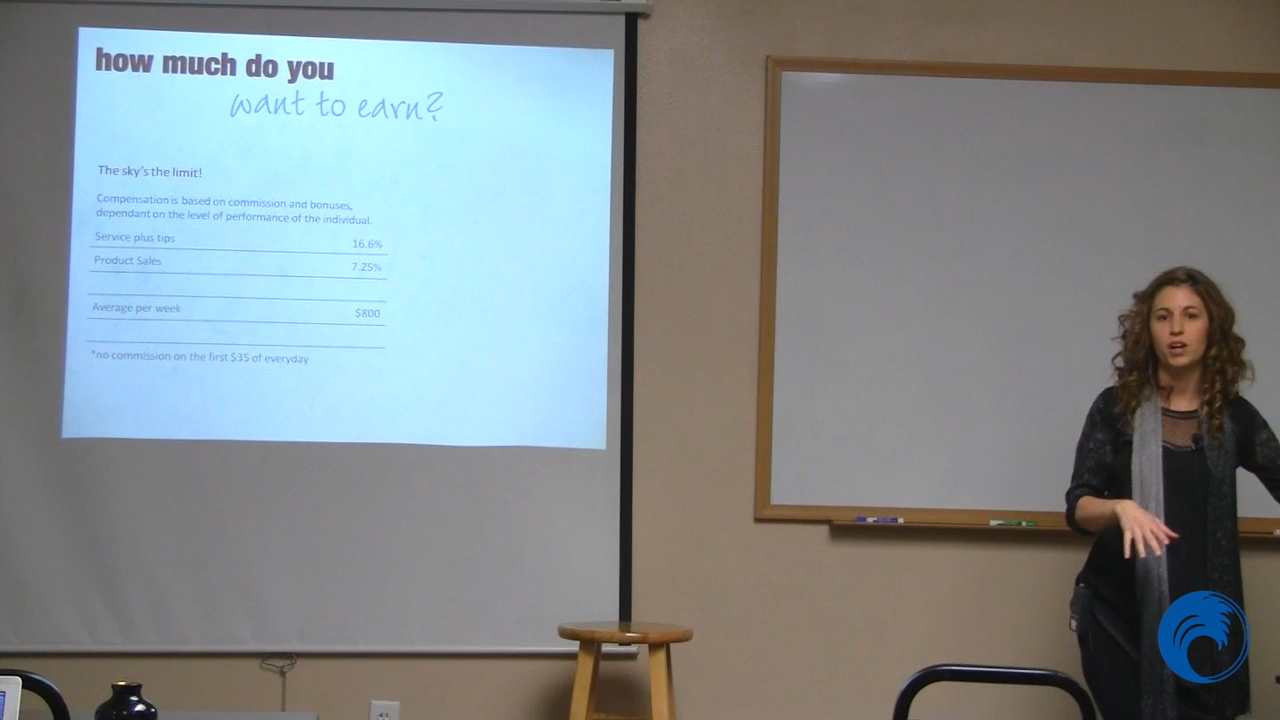 how much do you
want to earn?
The sky's the limit!
Compensation is based on commission and bonuses,
dependant on the level of performance of the individual.
Service plus tips 16.6%
Product Sales 7.25%
Average per week $800
*no commission on the first $35 of everyday